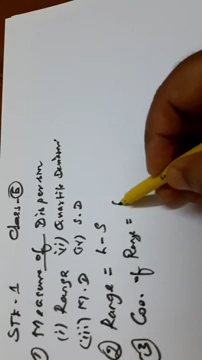 STK-1 Class-⑥
① Measure of Dispersion
(i) Range (ii) Quartile Deviation
(iii) M.D (iv) S.D
② Range = L-S
③ Coe. of Range =